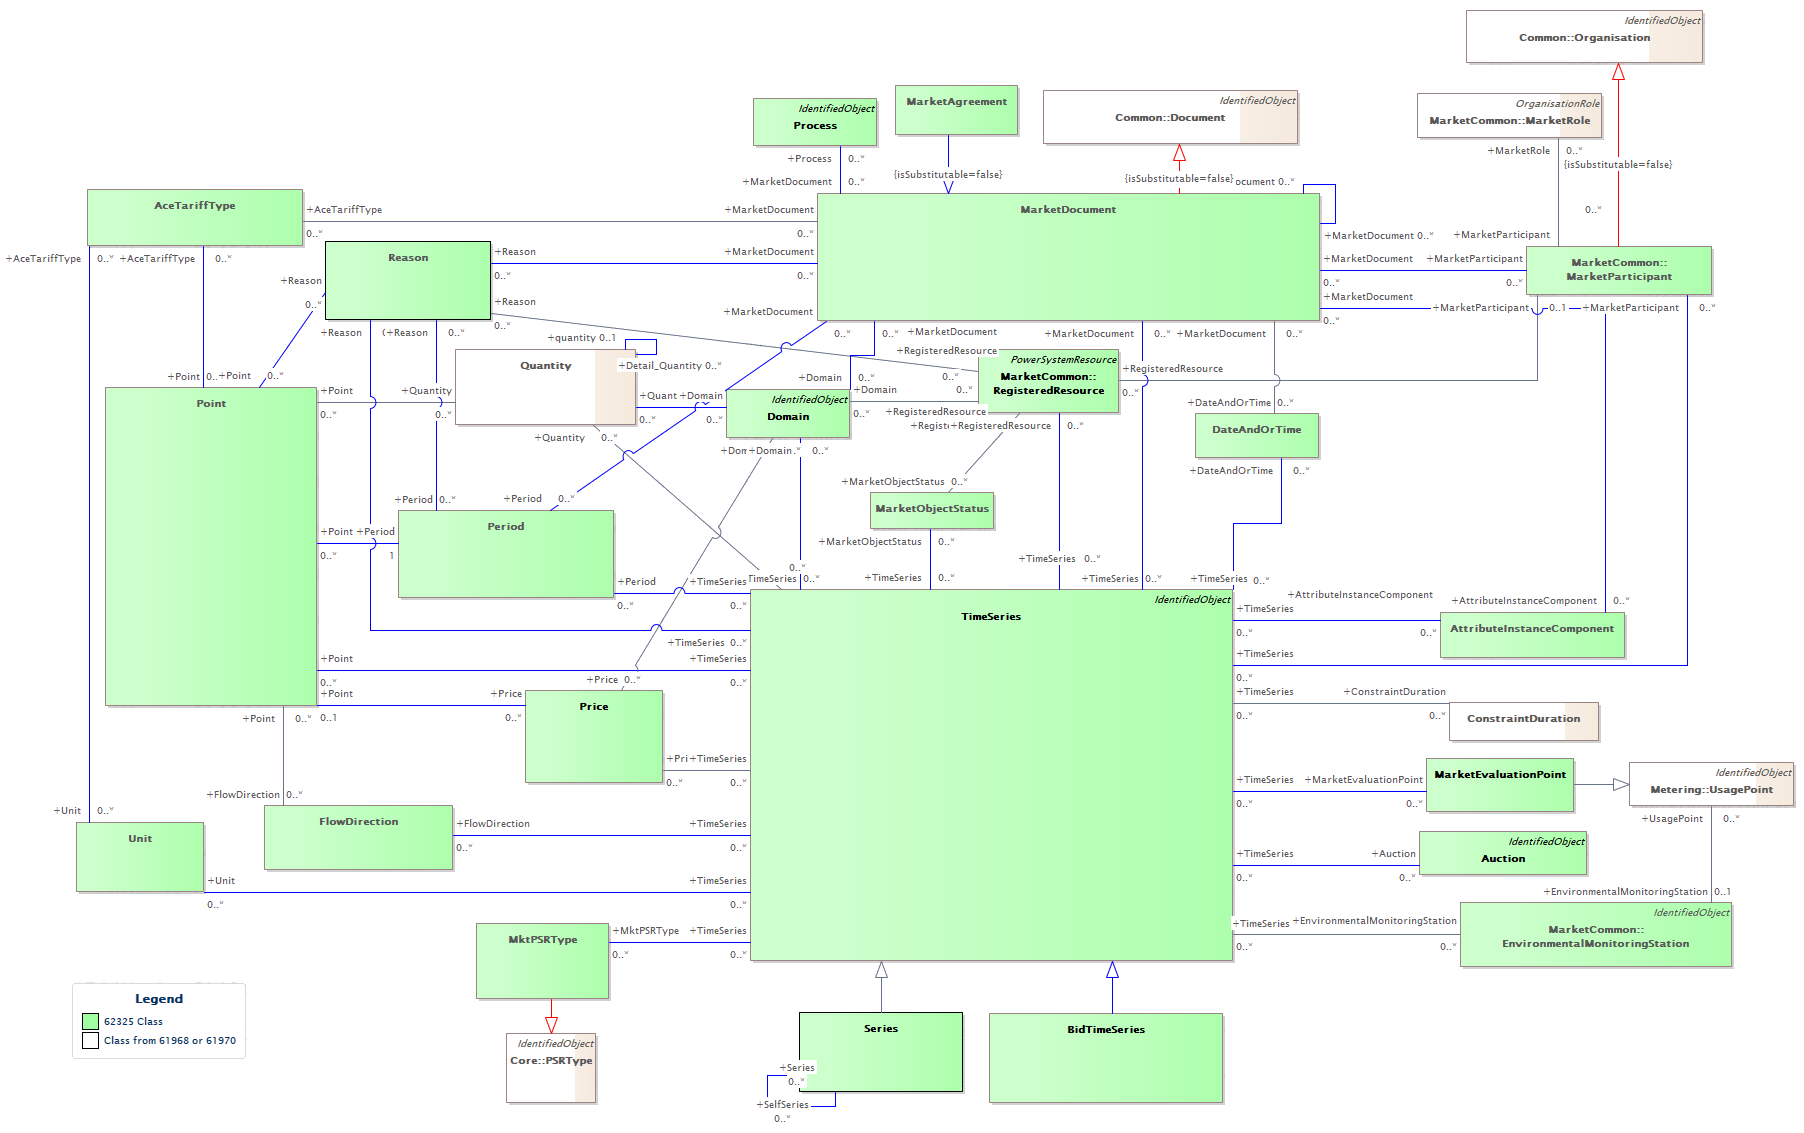 IdentifiedObject
Common::Organisation
IdentifiedObject
Process
MarketAgreement
IdentifiedObject
Common::Document
OrganisationRole
MarketCommon::MarketRole
+Process 0..*
+MarketDocument 0..*
{isSubstitutable=false}
{isSubstitutable=false}
ocument 0..*
+MarketRole 0..*
{isSubstitutable=false}
0..*
+MarketParticipant
AceTariffType
+AceTariffType
0..*
+MarketDocument
0..*
MarketDocument
+MarketDocument 0..*
+AceTariffType 0..*
+AceTariffType 0..*
Reason
+Reason
0..*
+MarketDocument
0..*
+MarketDocument
0..*
+MarketParticipant
0..*
MarketCommon::
MarketParticipant
+Reason
0..*
+Reason
0..*
+MarketDocument
0..*
+MarketDocument
0..*
+MarketParticipant
0..1
+MarketParticipant
0..*
+Reason
(+Reason 0..*
+quantity 0..1
+Detail_Quantity 0..*
Quantity
0..*
+MarketDocument
+MarketDocument 0..*
+MarketDocument 0..*
+RegisteredResource
0..*
PowerSystemResource
MarketCommon::
RegisteredResource
+RegisteredResource
0..*
+Point 0..
+Point 0..*
Point
+Point
0..*
+Quantity
0..*
+Quant
0..*
+Domain
0..*
+Domain 0..*
IdentifiedObject
Domain
+Domain
0..*
0..*
+RegisteredResource
+Regist
+RegisteredResource 0..*
+DateAndOrTime 0..*
DateAndOrTime
+DateAndOrTime 0..*
+Quantity 0..*
+Don
+Domain .*
0..*
+MarketObjectStatus 0..*
MarketObjectStatus
+MarketObjectStatus 0..*
+Period 0..*
+Period 0..*
Period
+Point
0..*
+Period
1
+Period
0..*
+TimeSeries
0..*
0..*
TimeSeries 0..*
+TimeSeries 0..*
+TimeSeries 0..*
+TimeSeries 0..*
+TimeSeries 0..*
IdentifiedObject
TimeSeries
+TimeSeries
0..*
+AttributeInstanceComponent
0..*
+AttributeInstanceComponent 0..*
AttributeInstanceComponent
+TimeSeries 0..*
+Point
0..*
+TimeSeries
0..*
+TimeSeries
0..*
+Price 0..*
+Point
0..1
+Price
0..*
Price
+TimeSeries
0..*
+ConstraintDuration
0..*
ConstraintDuration
+Point 0..*
+Pri
0..*
+TimeSeries
0..*
+TimeSeries
0..*
+MarketEvaluationPoint
0..*
MarketEvaluationPoint
IdentifiedObject
Metering::UsagePoint
+UsagePoint 0..*
+FlowDirection 0..*
FlowDirection
+FlowDirection
0..*
+TimeSeries
0..*
+Unit 0..*
Unit
+Unit
0..*
+TimeSeries
0..*
+TimeSeries
0..*
+Auction
0..*
IdentifiedObject
Auction
+EnvironmentalMonitoringStation 0..1
+TimeSeries
0..*
+EnvironmentalMonitoringStation
0..*
IdentifiedObject
MarketCommon::
EnvironmentalMonitoringStation
MktPSRType
+MktPSRType
0..*
+TimeSeries
0..*
IdentifiedObject
Core::PSRType
Series
+Series
0..*
+SelfSeries
0..*
BidTimeSeries
Legend
62325 Class
Class from 61968 or 61970